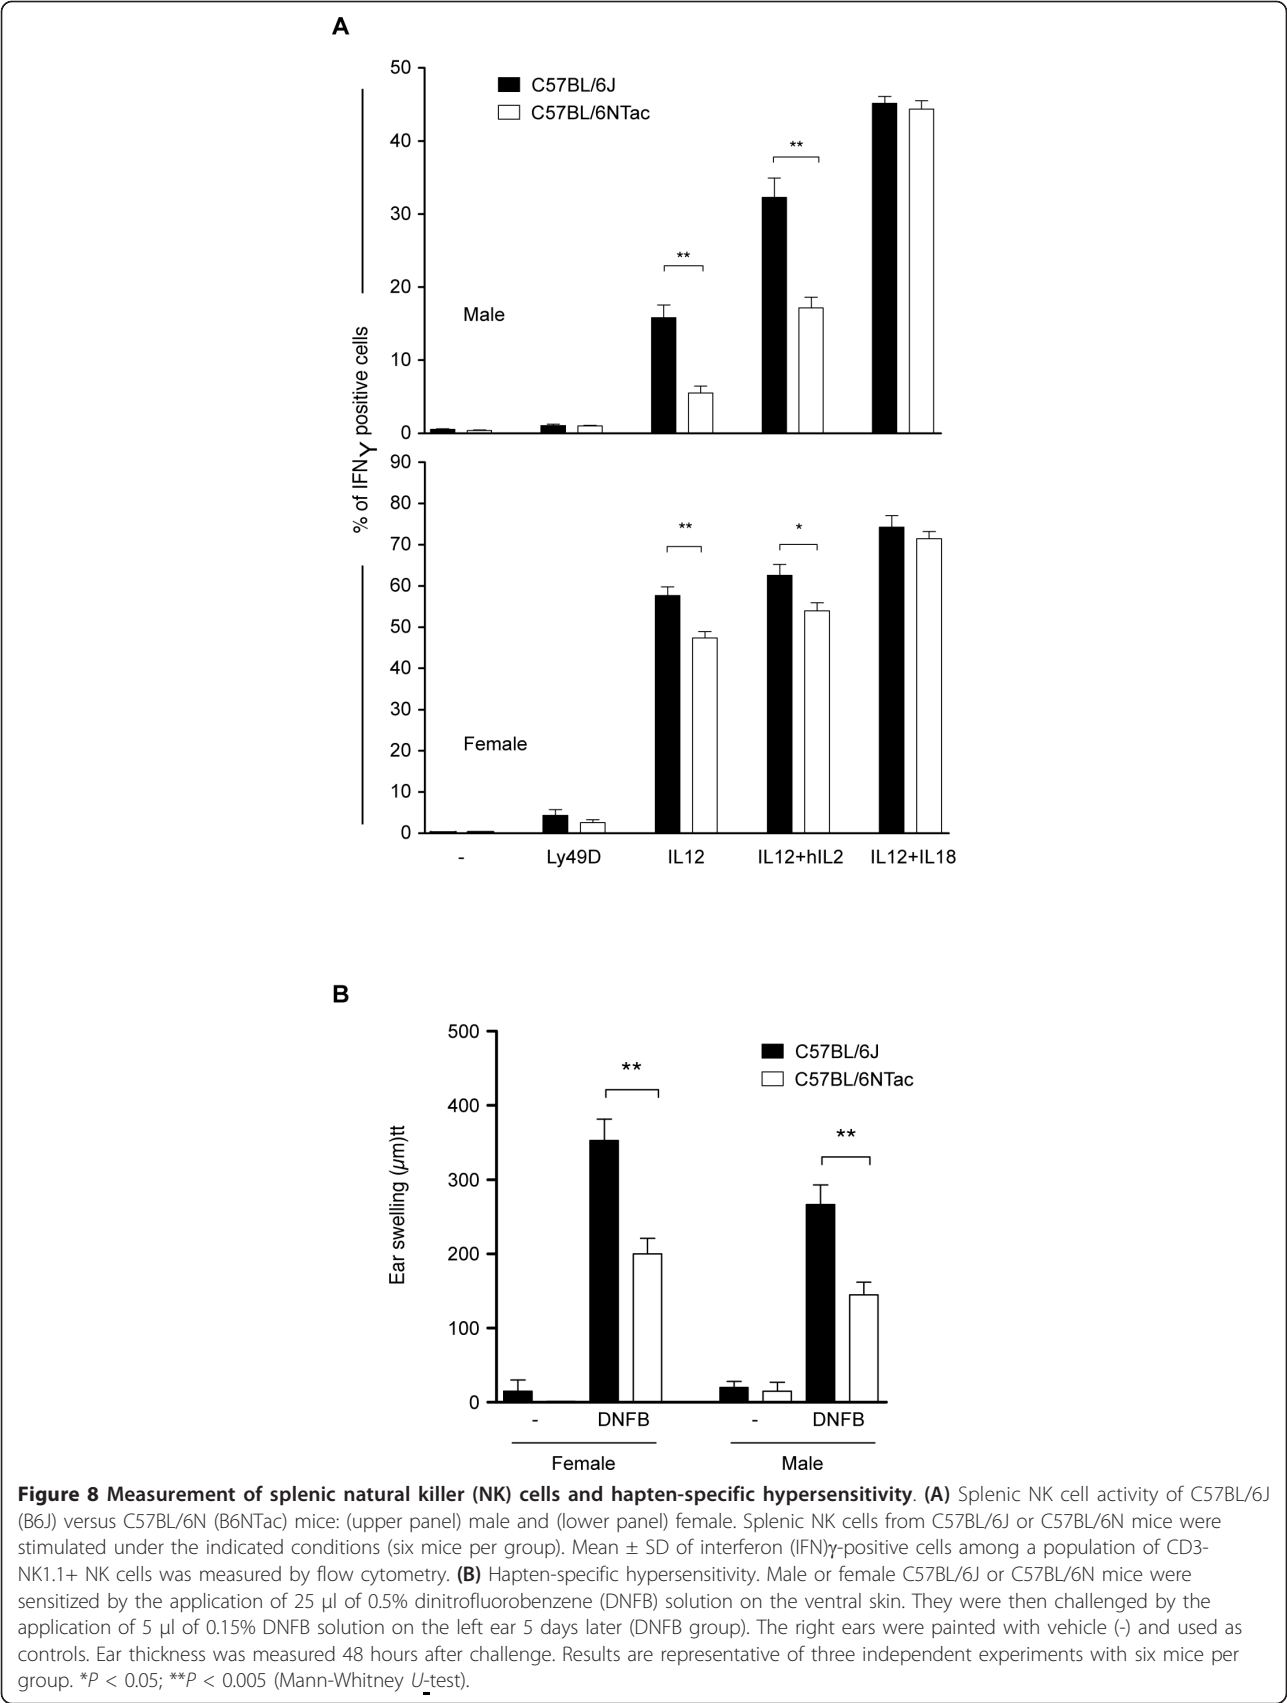 A
50
40
30
20
10
0
C57BL/6J
C57BL/6NTac
**
**
Male
% of IFNγ positive cells
90
80
70
60
50
40
30
20
10
0
**
*
Female
- Ly49D IL12 IL12+hIL2 IL12+IL18
B
500
400
300
200
100
0
Ear swelling (µm)tt
C57BL/6J
C57BL/6NTac
**
**
- DNFB - DNFB
Female Male
Figure 8 Measurement of splenic natural killer (NK) cells and hapten-specific hypersensitivity. (A) Splenic NK cell activity of C57BL/6J
(B6J) versus C57BL/6N (B6NTac) mice: (upper panel) male and (lower panel) female. Splenic NK cells from C57BL/6J or C57BL/6N mice were
stimulated under the indicated conditions (six mice per group). Mean ± SD of interferon (IFN)γ-positive cells among a population of CD3-
NK1.1+ NK cells was measured by flow cytometry. (B) Hapten-specific hypersensitivity. Male or female C57BL/6J or C57BL/6N mice were
sensitized by the application of 25 µl of 0.5% dinitrofluorobenzene (DNFB) solution on the ventral skin. They were then challenged by the
application of 5 µl of 0.15% DNFB solution on the left ear 5 days later (DNFB group). The right ears were painted with vehicle (-) and used as
controls. Ear thickness was measured 48 hours after challenge. Results are representative of three independent experiments with six mice per
group. *P < 0.05; **P < 0.005 (Mann-Whitney U-test).